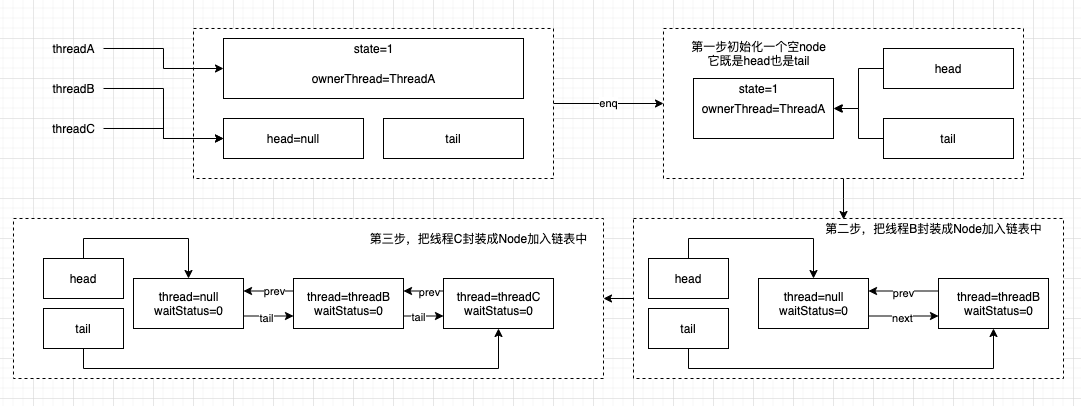 threadA
threadB
threadC
state=1
ownerThread=ThreadA
head=null
tail
enq
第一步初始化一个空node
它既是head也是tail
state=1
ownerThread=ThreadA
head
tail
第三步，把线程C封装成Node加入链表中
head
tail
thread=null
waitStatus=0
prev
tail
thread=threadB
waitStatus=0
prev
tail
thread=threadC
waitStatus=0
第二步，把线程B封装成Node加入链表中
head
tail
thread=null
waitStatus=0
prev
next
thread=threadB
waitStatus=0